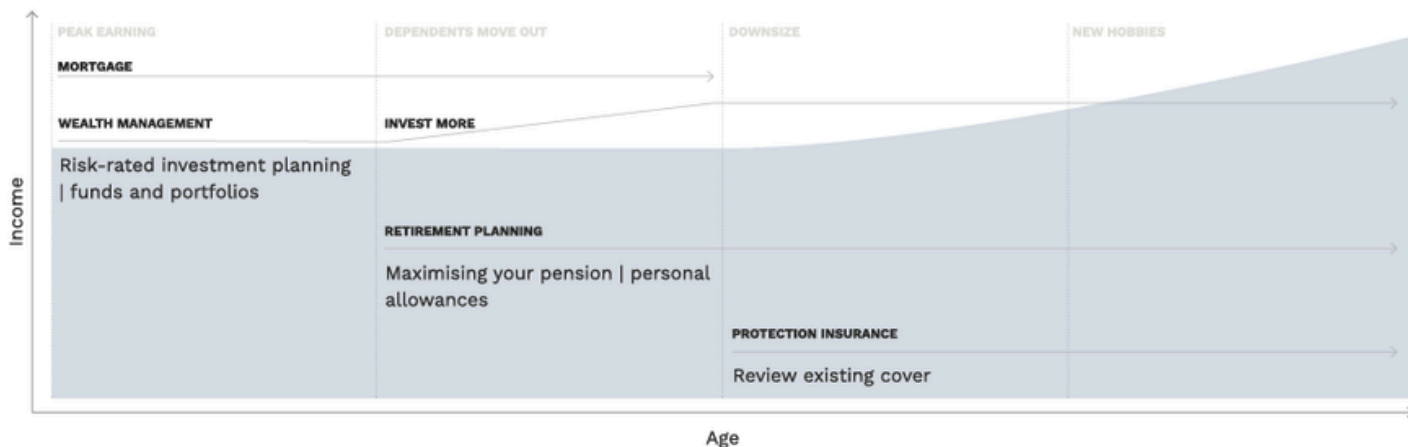 PEAK EARNING
DEPENDENTS MOVE OUT
DOWNSIZE
NEW HOBBIES
MORTGAGE
WEALTH MANAGEMENT
INVEST MORE
Risk-rated investment planning
| funds and portfolios
RETIREMENT PLANNING
Maximising your pension | personal
allowances
PROTECTION INSURANCE
Review existing cover
Income
Age